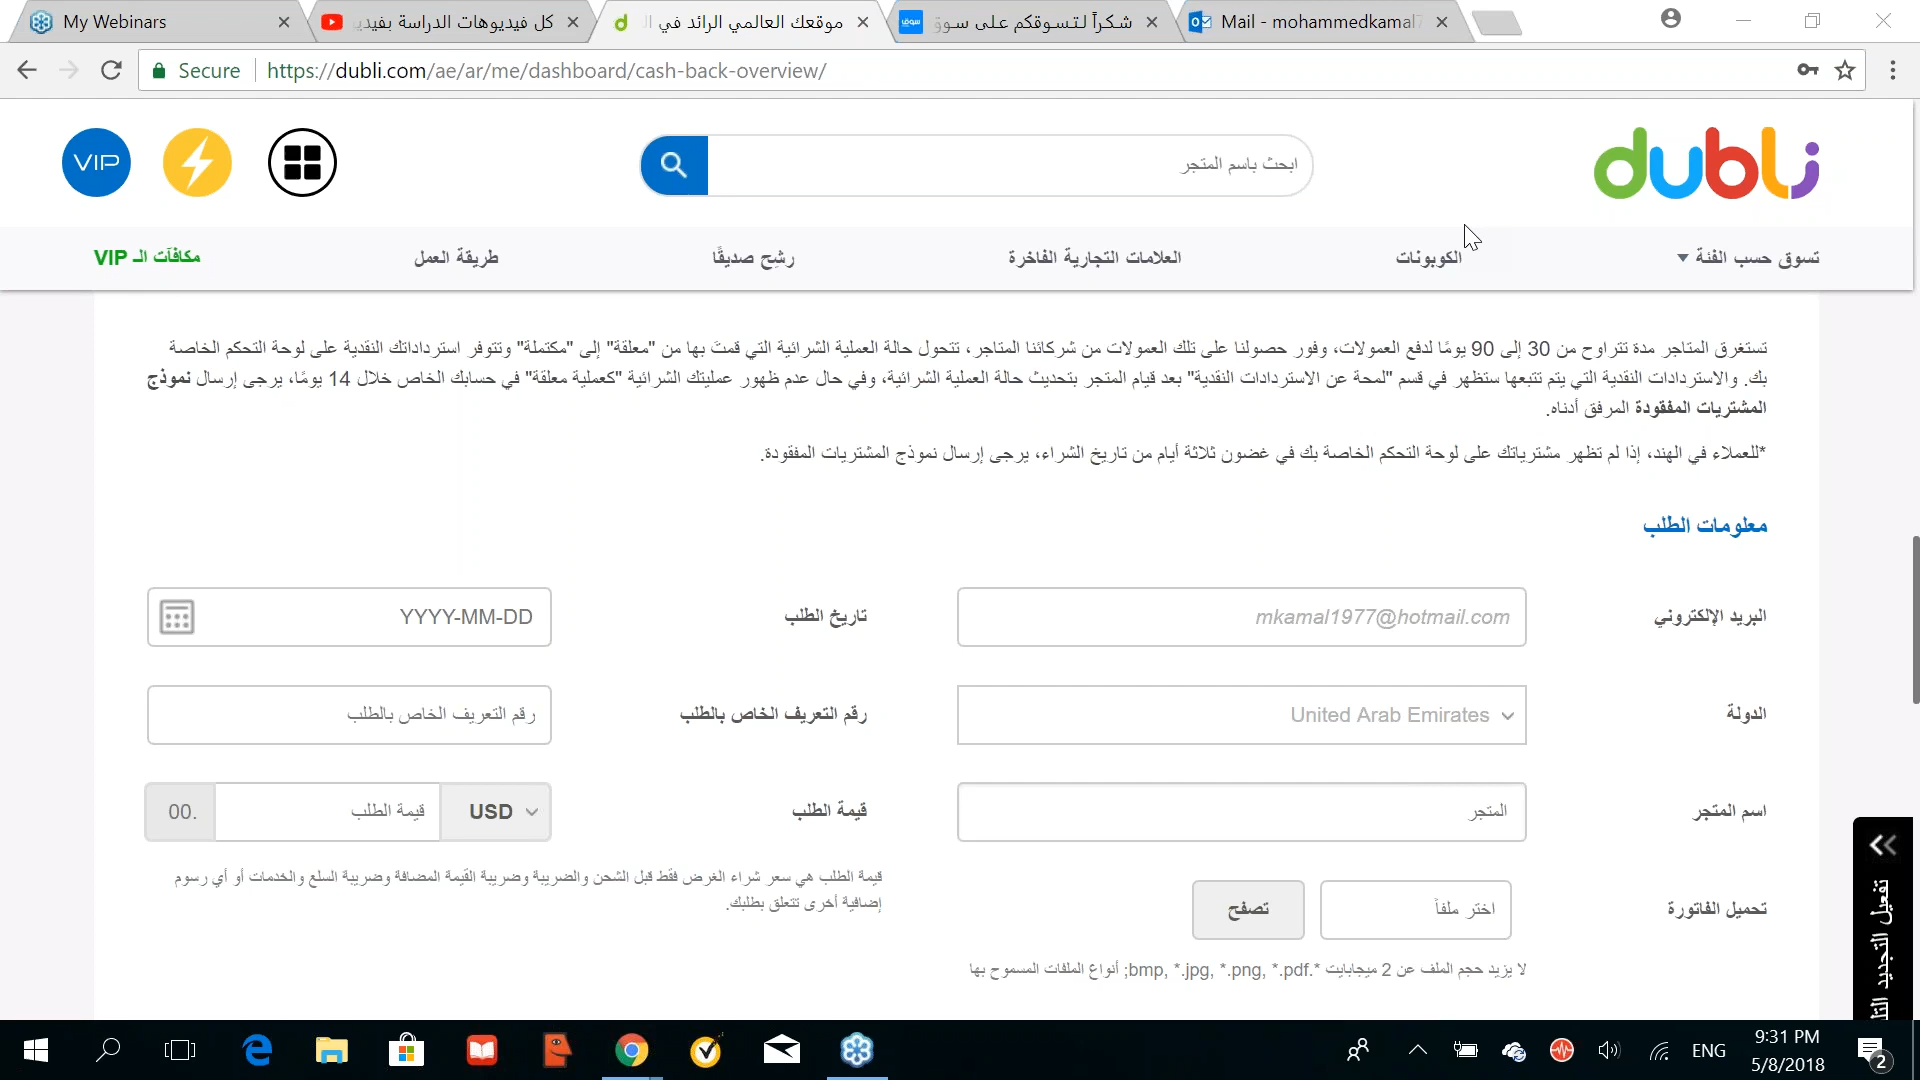 My Webinars
كل فيديوهات الدراسة بفيديو
موقعك العالمي الرائد في ال
شكراً لتسوقكم على سوق
Mail - mohammedkamal7
Secure
https://dubli.com/ae/ar/me/dashboard/cash-back-overview/
VIP
ابحث باسم المتجر
dubli
تسوق حسب الفئة
الكوبونات
العلامات التجارية الفاخرة
رشح صديقًا
طريقة العمل
مكافآت الـ VIP
تستغرق المتاجر مدة تتراوح من 30 إلى 90 يومًا لدفع العمولات، وفور حصولنا على تلك العمولات من شركائنا المتاجر، تتحول حالة العملية الشرائية التي قمت بها من "معلقة" إلى "مكتملة" وتتوفر استرداداتك النقدية على لوحة التحكم الخاصة
بك. والاستردادات النقدية التي يتم تتبعها ستظهر في قسم "لمحة عن الاستردادات النقدية" بعد قيام المتجر بتحديث حالة العملية الشرائية، وفي حال عدم ظهور عمليتك الشرائية "كعملية معلقة" في حسابك الخاص خلال 14 يومًا، يرجى إرسال نموذج
المشتريات المفقودة المرفق أدناه.
*للعملاء في الهند، إذا لم تظهر مشترياتك على لوحة التحكم الخاصة بك في غضون ثلاثة أيام من تاريخ الشراء، يرجى إرسال نموذج المشتريات المفقودة.
معلومات الطلب
البريد الإلكتروني
mkamal1977@hotmail.com
تاريخ الطلب
YYYY-MM-DD
الدولة
United Arab Emirates
رقم التعريف الخاص بالطلب
رقم التعريف الخاص بالطلب
اسم المتجر
المتجر
قيمة الطلب
USD
قيمة الطلب
.00
قيمة الطلب هي سعر شراء الغرض فقط قبل الشحن والضريبة وضريبة القيمة المضافة وضريبة السلع والخدمات أو أي رسوم
إضافية أخرى تتعلق بطلبك.
تحميل الفاتورة
اختر ملفاً
تصفح
لا يزيد حجم الملف عن 2 ميجابايت *.bmp, *.jpg, *.png, *.pdf; أنواع الملفات المسموح بها
تفعيل التجديد
ENG
9:31 PM
5/8/2018
2